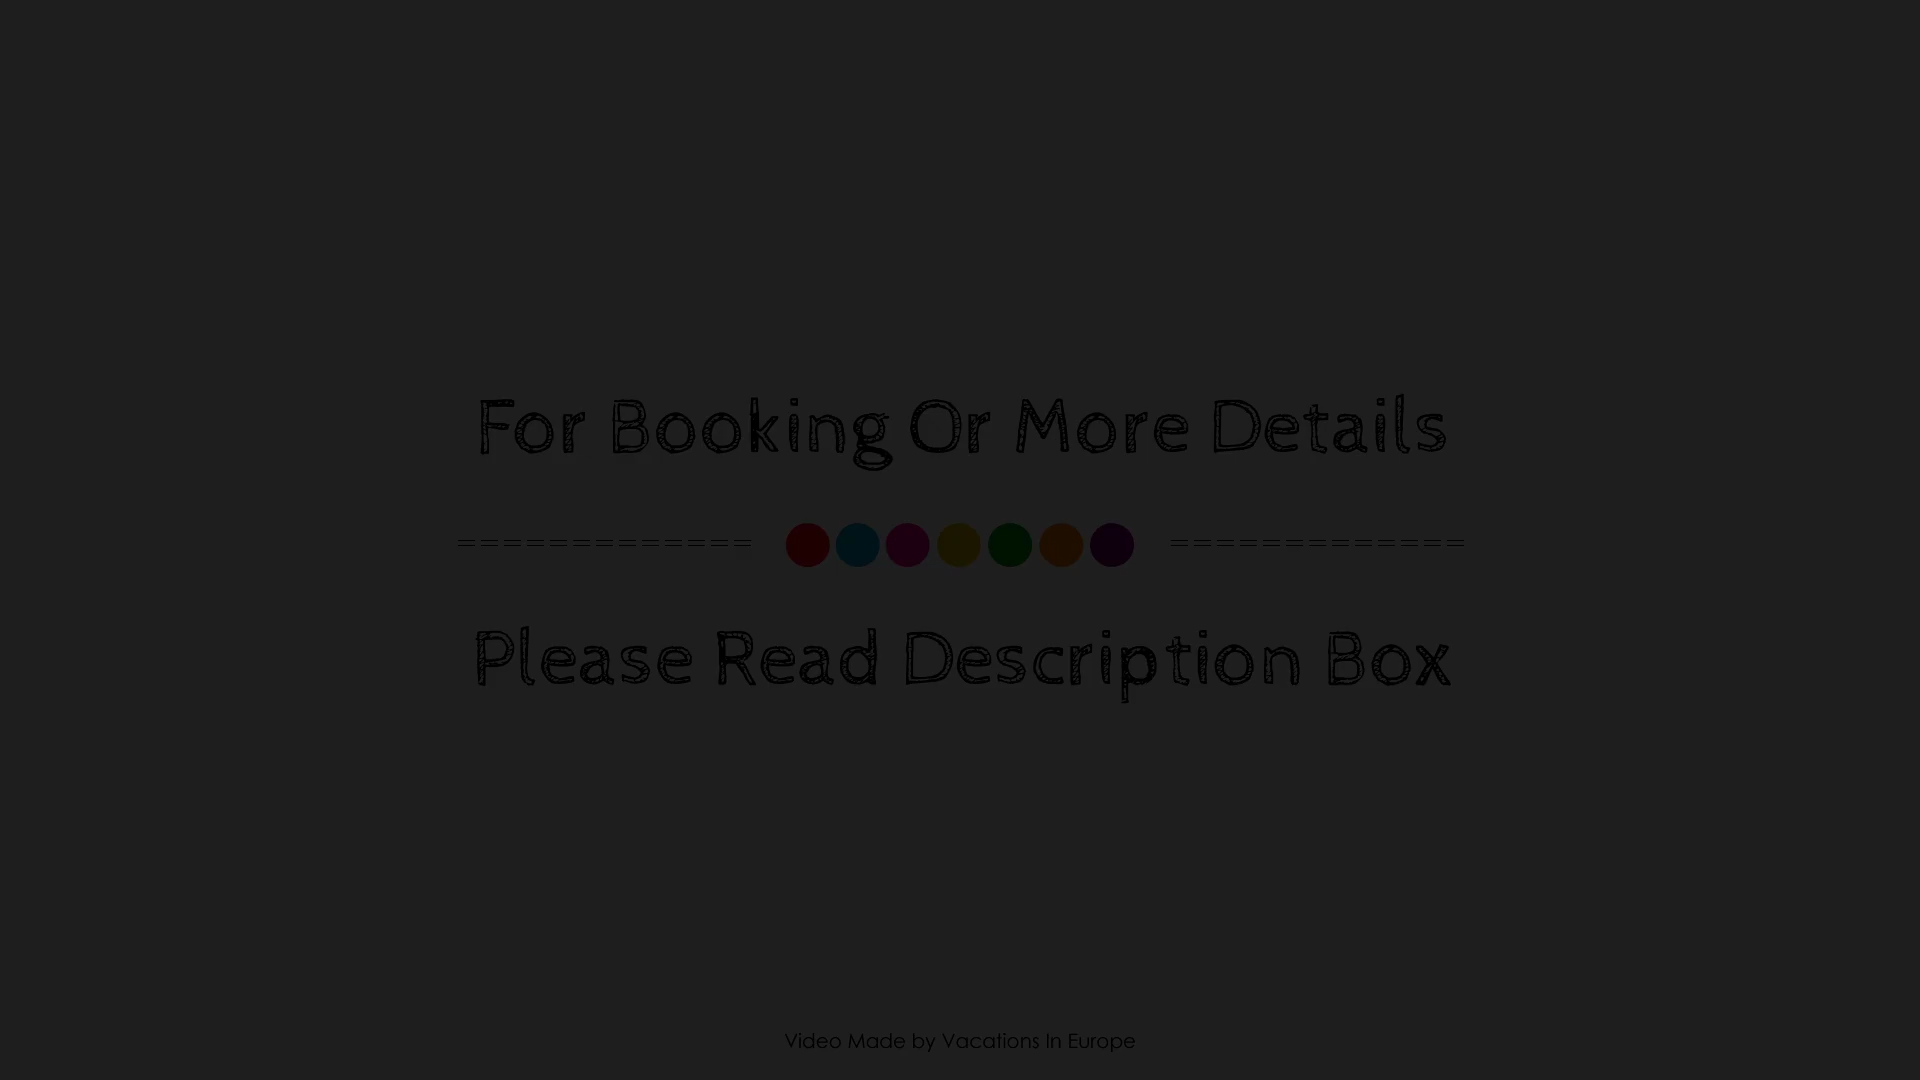 For Booking Or More Details
============= =============
Please Read Description Box
Video Made by Vacations In Europe